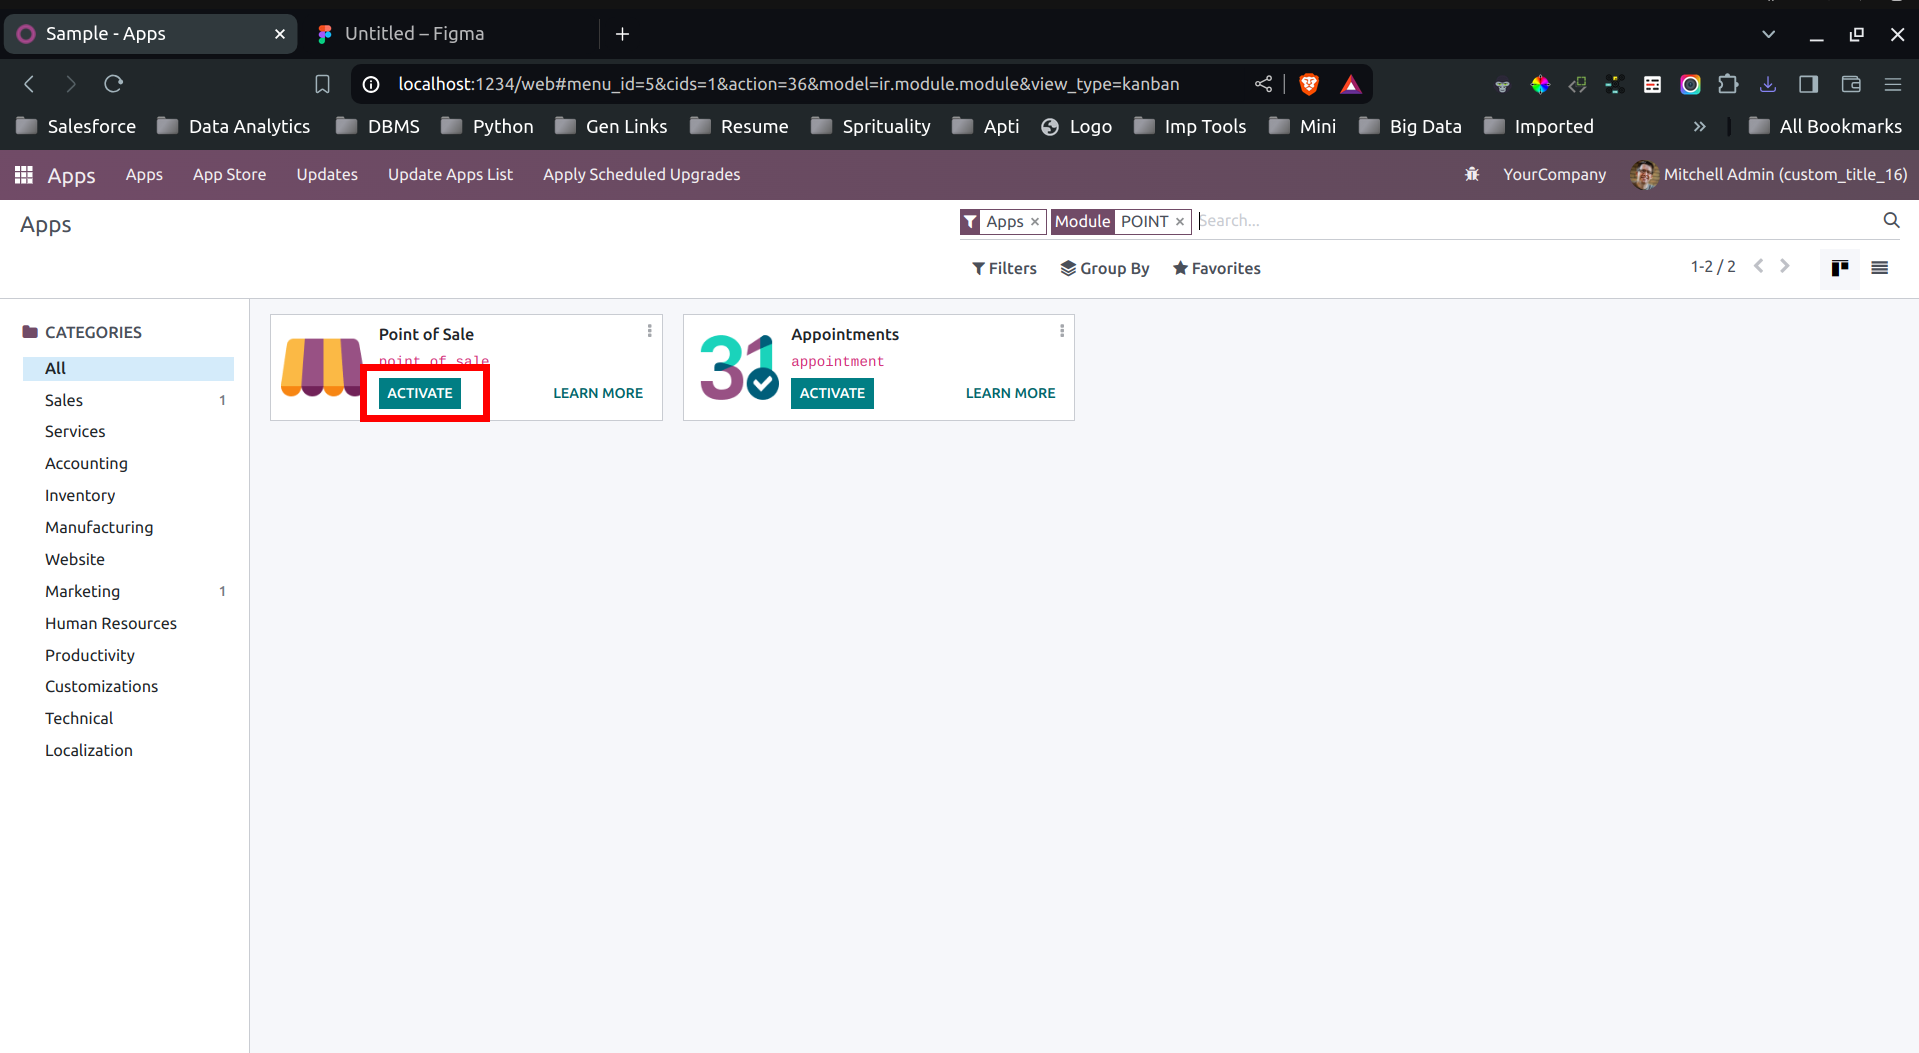 Sample - Apps
Untitled – Figma
localhost:1234/web#menu_id=5&cids=1&action=36&model=ir.module.module&view_type=kanban
Salesforce Data Analytics DBMS Python Gen Links Resume Sprituality Apti Logo Imp Tools Mini Big Data Imported » All Bookmarks
Apps Apps App Store Updates Update Apps List Apply Scheduled Upgrades YourCompany Mitchell Admin (custom_title_16)
Apps
Apps × Module POINT × Search...
Filters Group By Favorites 1-2 / 2
CATEGORIES
All
Sales 1
Services
Accounting
Inventory
Manufacturing
Website
Marketing 1
Human Resources
Productivity
Customizations
Technical
Localization
Point of Sale
point_of_sale
ACTIVATE LEARN MORE
31
Appointments
appointment
ACTIVATE LEARN MORE